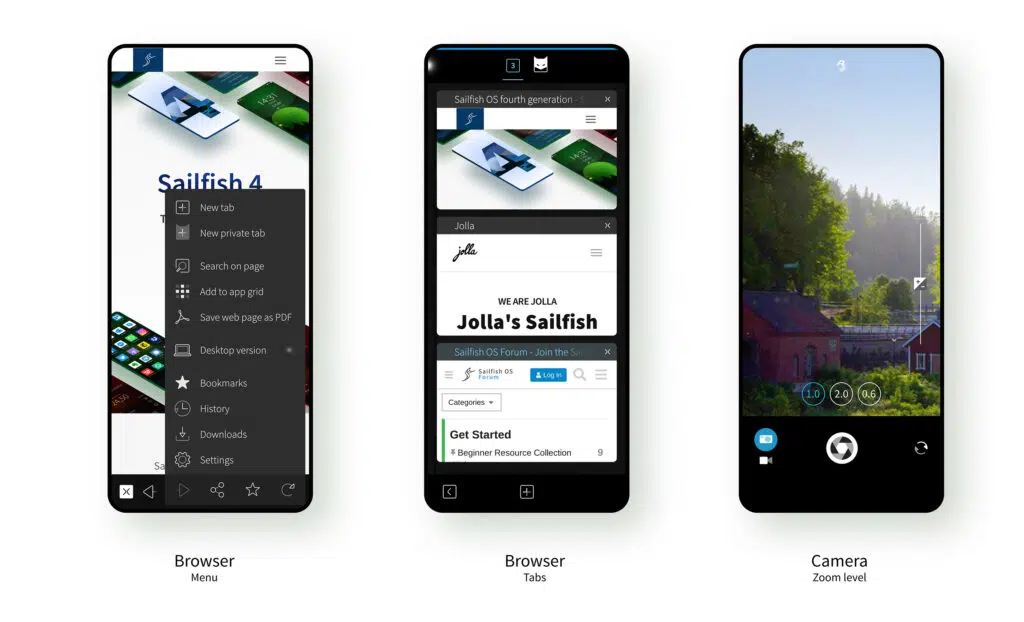 Sailfish 4
T
New tab
New private tab
Search on page
Add to app grid
Save web page as PDF
Desktop version
Bookmarks
History
Downloads
Settings
Sa
3
Sailfish OS fourth generation - S
Jolla
jolla
WE ARE JOLLA
Jolla's Sailfish
Sailfish OS Forum - Join the Sa
Sailfish OS
Forum
Log In
Categories
Get Started
Beginner Resource Collection 9
1.0 2.0 0.6
Browser
Menu
Browser
Tabs
Camera
Zoom level